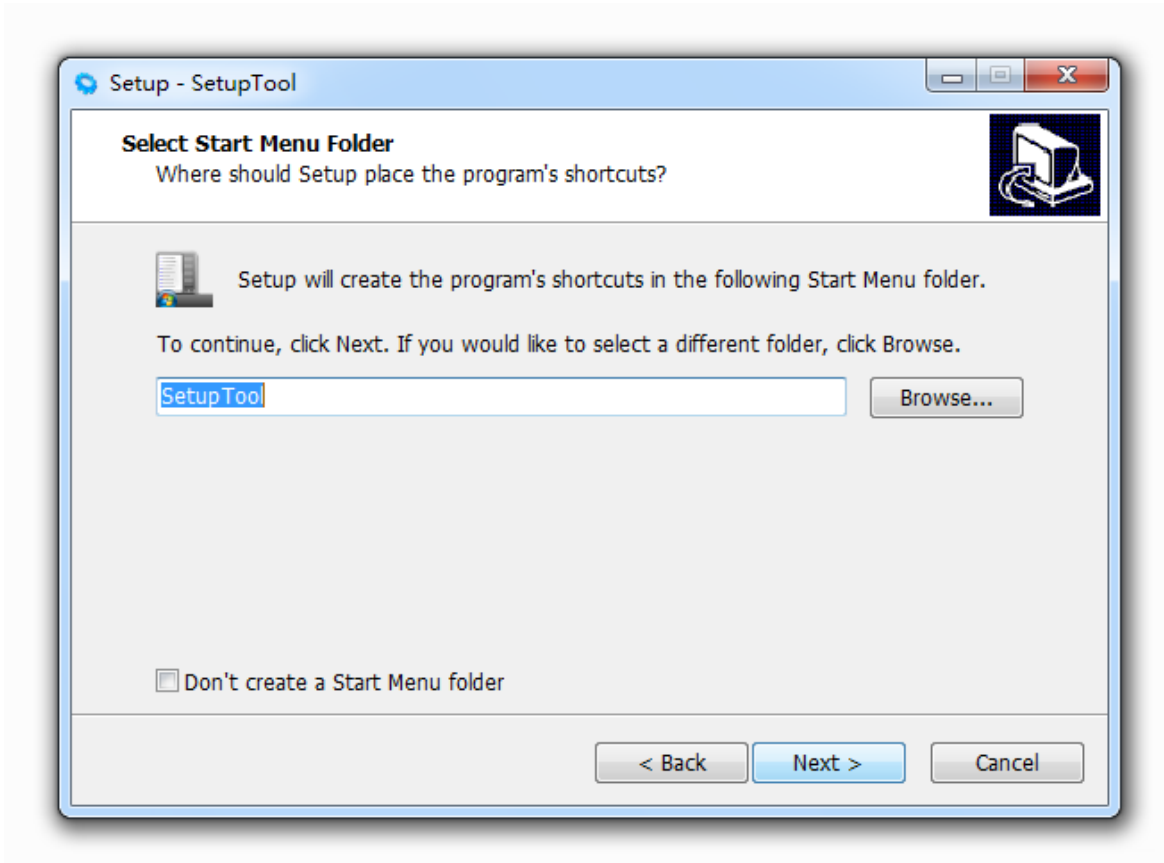 Setup - SetupTool
Select Start Menu Folder
Where should Setup place the program's shortcuts?
Setup will create the program's shortcuts in the following Start Menu folder.
To continue, click Next. If you would like to select a different folder, click Browse.
SetupTool
Browse...
Don't create a Start Menu folder
< Back
Next >
Cancel